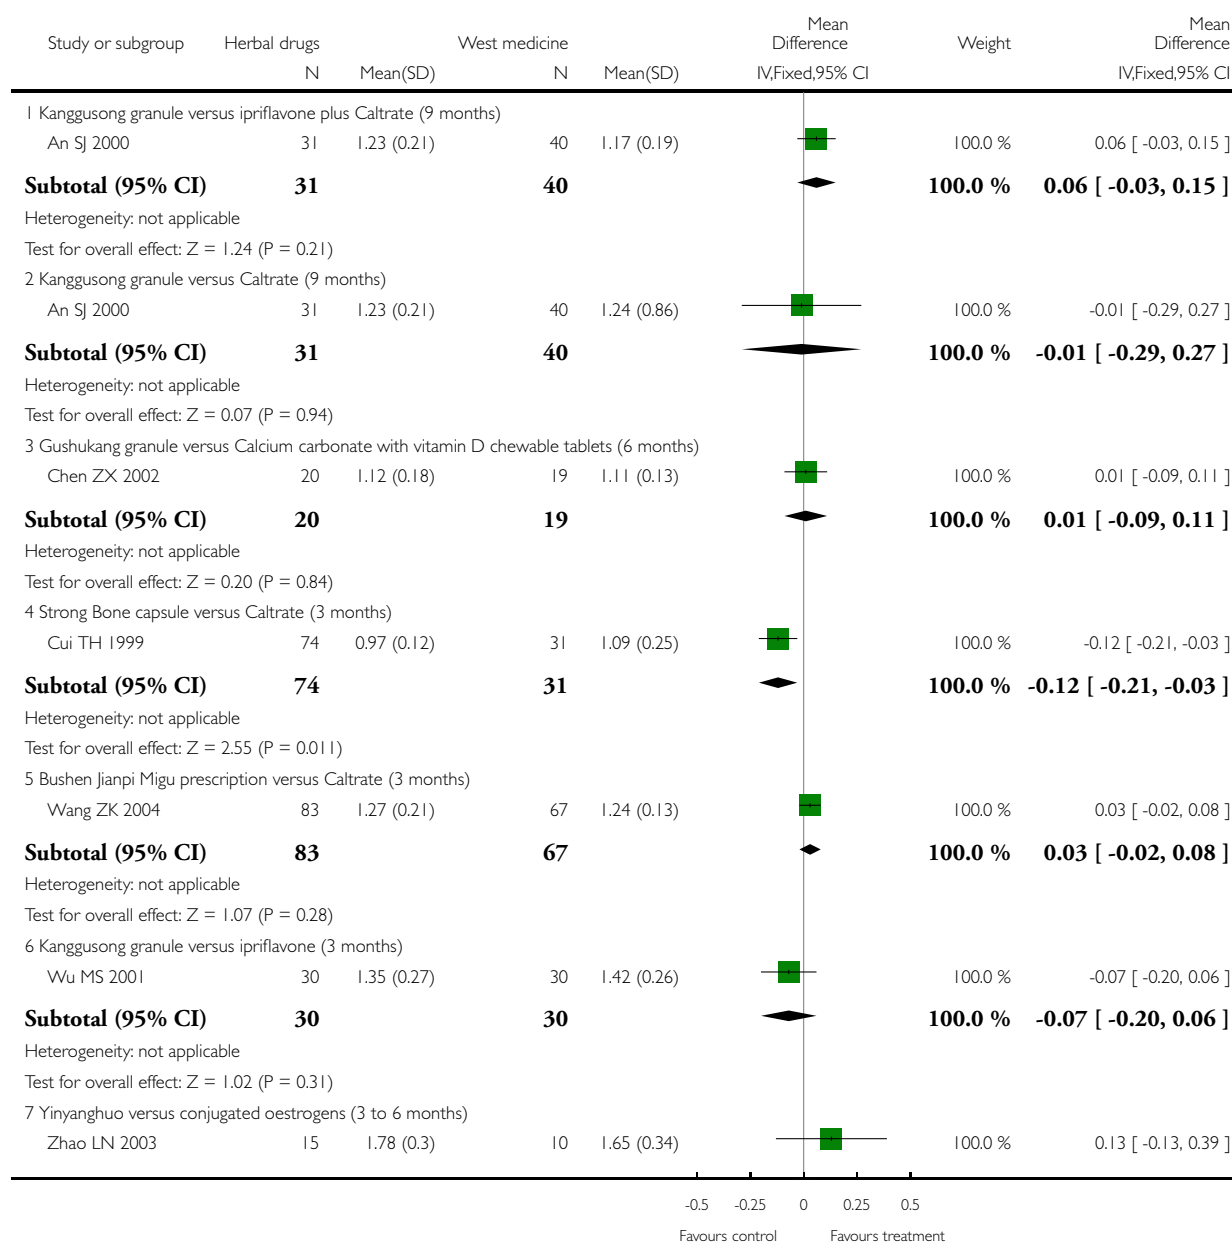 Study or subgroup Herbal drugs West medicine Mean Difference Weight Mean Difference
N Mean(SD) N Mean(SD) IV,Fixed,95% CI IV,Fixed,95% CI
1 Kanggusong granule versus ipriflavone plus Caltrate (9 months)
An SJ 2000 31 1.23 (0.21) 40 1.17 (0.19) 100.0 % 0.06 [ -0.03, 0.15 ]
Subtotal (95% CI) 31 40 100.0 % 0.06 [ -0.03, 0.15 ]
Heterogeneity: not applicable
Test for overall effect: Z = 1.24 (P = 0.21)
2 Kanggusong granule versus Caltrate (9 months)
An SJ 2000 31 1.23 (0.21) 40 1.24 (0.86) 100.0 % -0.01 [ -0.29, 0.27 ]
Subtotal (95% CI) 31 40 100.0 % -0.01 [ -0.29, 0.27 ]
Heterogeneity: not applicable
Test for overall effect: Z = 0.07 (P = 0.94)
3 Gushukang granule versus Calcium carbonate with vitamin D chewable tablets (6 months)
Chen ZX 2002 20 1.12 (0.18) 19 1.11 (0.13) 100.0 % 0.01 [ -0.09, 0.11 ]
Subtotal (95% CI) 20 19 100.0 % 0.01 [ -0.09, 0.11 ]
Heterogeneity: not applicable
Test for overall effect: Z = 0.20 (P = 0.84)
4 Strong Bone capsule versus Caltrate (3 months)
Cui TH 1999 74 0.97 (0.12) 31 1.09 (0.25) 100.0 % -0.12 [ -0.21, -0.03 ]
Subtotal (95% CI) 74 31 100.0 % -0.12 [ -0.21, -0.03 ]
Heterogeneity: not applicable
Test for overall effect: Z = 2.55 (P = 0.011)
5 Bushen Jianpi Migu prescription versus Caltrate (3 months)
Wang ZK 2004 83 1.27 (0.21) 67 1.24 (0.13) 100.0 % 0.03 [ -0.02, 0.08 ]
Subtotal (95% CI) 83 67 100.0 % 0.03 [ -0.02, 0.08 ]
Heterogeneity: not applicable
Test for overall effect: Z = 1.07 (P = 0.28)
6 Kanggusong granule versus ipriflavone (3 months)
Wu MS 2001 30 1.35 (0.27) 30 1.42 (0.26) 100.0 % -0.07 [ -0.20, 0.06 ]
Subtotal (95% CI) 30 30 100.0 % -0.07 [ -0.20, 0.06 ]
Heterogeneity: not applicable
Test for overall effect: Z = 1.02 (P = 0.31)
7 Yinyanghuo versus conjugated oestrogens (3 to 6 months)
Zhao LN 2003 15 1.78 (0.3) 10 1.65 (0.34) 100.0 % 0.13 [ -0.13, 0.39 ]
-0.5 -0.25 0 0.25 0.5
Favours control Favours treatment